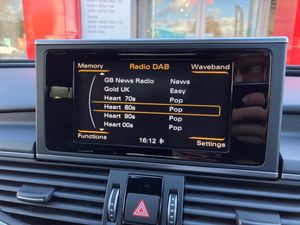 Memory Radio DAB Waveband
GB News Radio News
Gold UK Easy
Heart 70s Pop
Heart 80s Pop
Heart 90s Pop
Heart 00s Pop
Functions 16:12 Settings